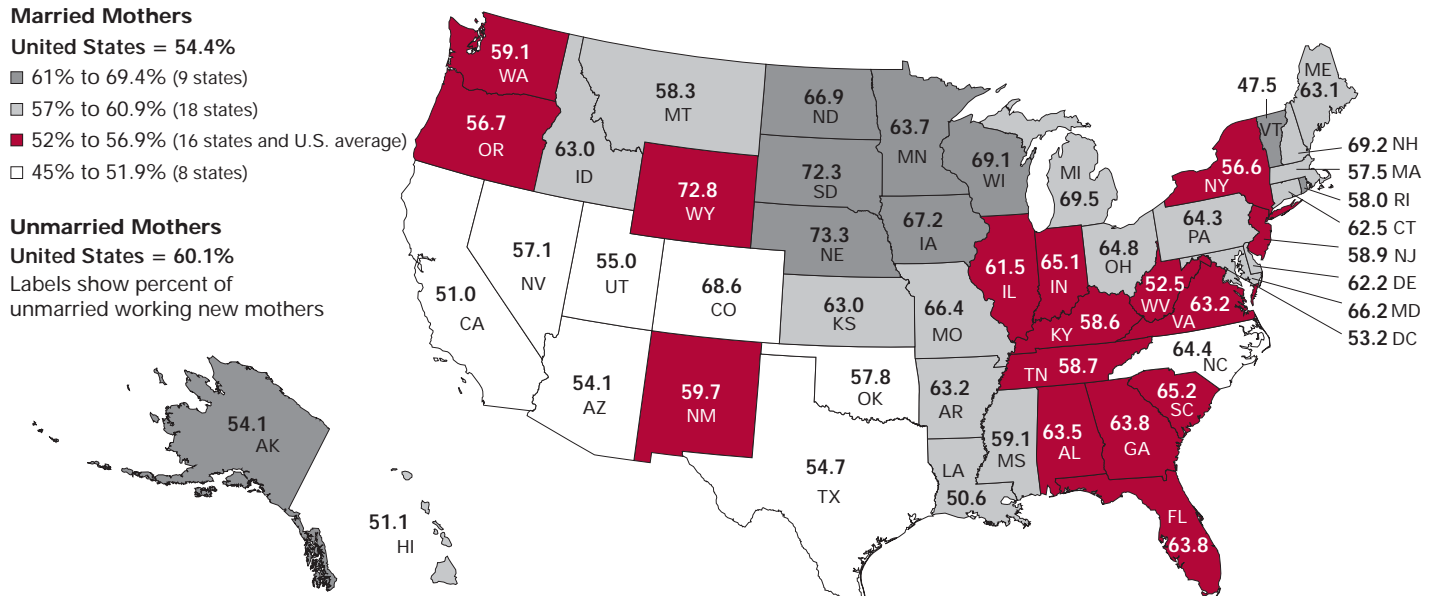 Married Mothers
United States = 54.4%
61% to 69.4% (9 states)
57% to 60.9% (18 states)
52% to 56.9% (16 states and U.S. average)
45% to 51.9% (8 states)
Unmarried Mothers
United States = 60.1%
Labels show percent of
unmarried working new mothers
59.1
WA
56.7
OR
63.0
ID
58.3
MT
72.8
WY
66.9
ND
72.3
SD
73.3
NE
63.7
MN
67.2
IA
69.1
WI
MI
69.5
51.0
CA
57.1
NV
55.0
UT
68.6
CO
63.0
KS
66.4
MO
61.5
IL
65.1
IN
64.8
OH
64.3
PA
56.6
NY
47.5
VT
ME
63.1
69.2 NH
57.5 MA
58.0 RI
62.5 CT
58.9 NJ
62.2 DE
66.2 MD
53.2 DC
52.5
WV
63.2
VA
KY 58.6
TN 58.7
64.4
NC
65.2
SC
54.1
AZ
59.7
NM
57.8
OK
63.2
AR
54.7
TX
LA
50.6
59.1
MS
63.5
AL
63.8
GA
FL
63.8
54.1
AK
51.1
HI